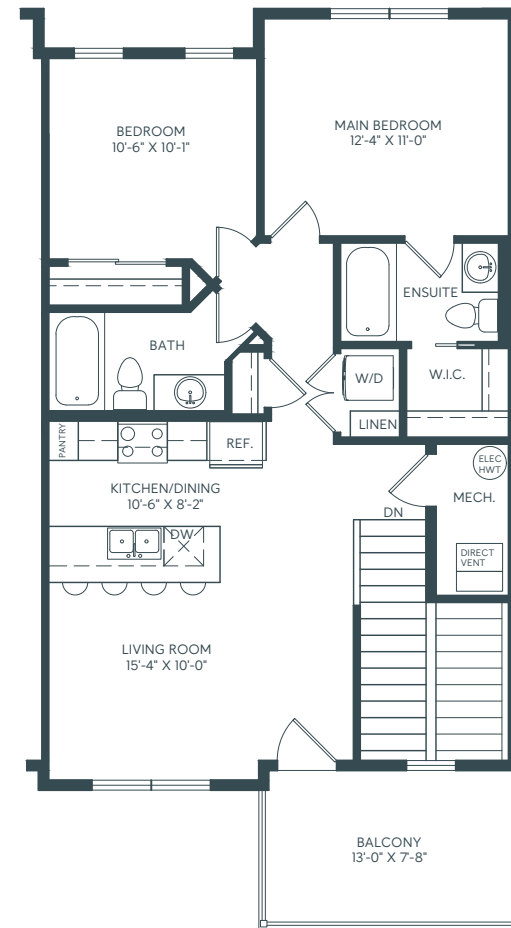 BEDROOM
10'-6" X 10'-1"
MAIN BEDROOM
12'-4" X 11'-0"
ENSUITE
BATH
W/D
W.I.C.
LINEN
PANTRY
REF.
ELEC
HWT
KITCHEN/DINING
10'-6" X 8'-2"
MECH.
DN
DW
DIRECT
VENT
LIVING ROOM
15'-4" X 10'-0"
BALCONY
13'-0" X 7'-8"